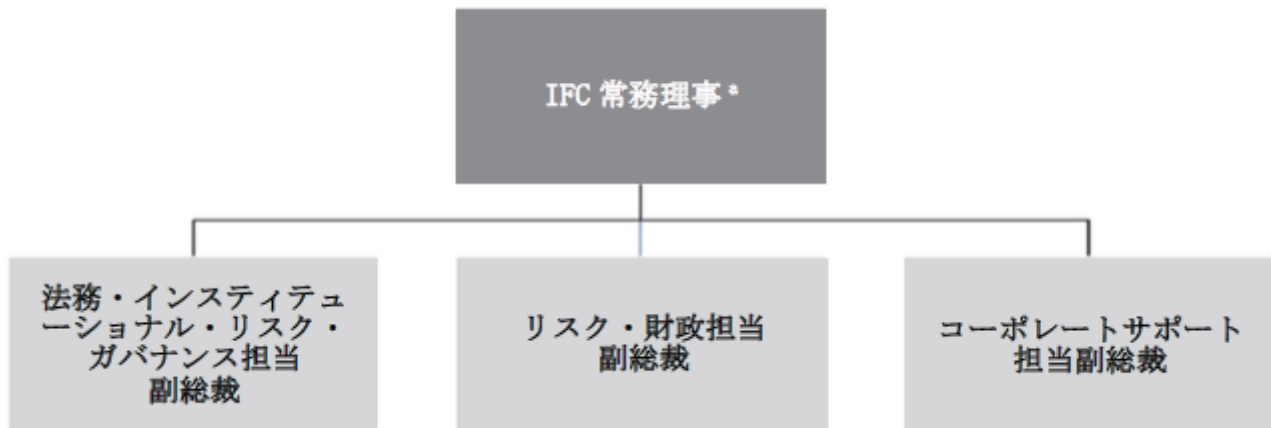 IFC 常務理事 ª
法務・インスティテュ
ーショナル・リスク・
ガバナンス担当
副総裁
リスク・財政担当
副総裁
コーポレートサポート
担当副総裁